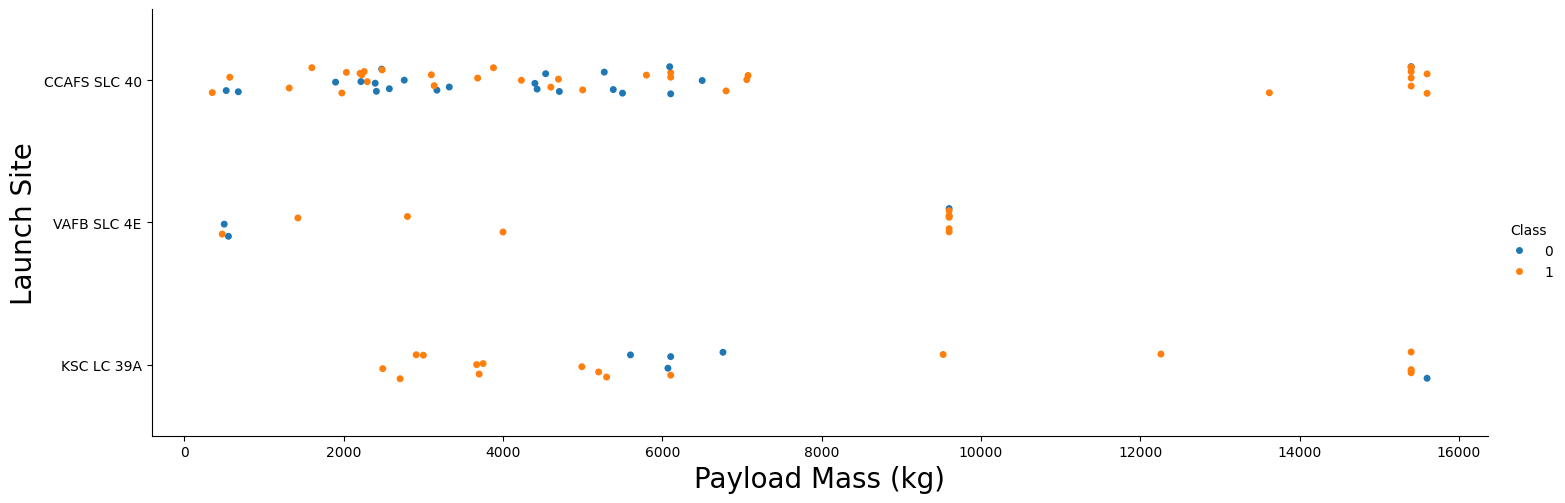 Launch Site
CCAFS SLC 40
VAFB SLC 4E
KSC LC 39A
0 2000 4000 6000 8000 10000 12000 14000 16000
Payload Mass (kg)
Class
0
1